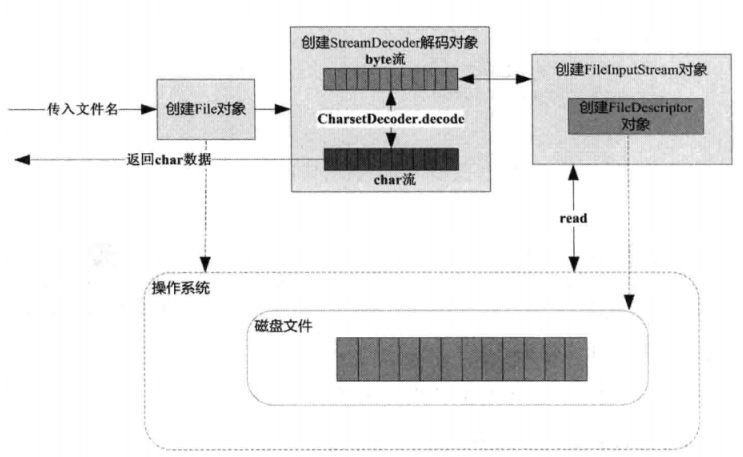 创建StreamDecoder解码对象
byte流
创建FileInputStream对象
传入文件名
创建File对象
创建FileDescriptor
对象
CharsetDecoder.decode
返回char数据
char流
read
操作系统
磁盘文件